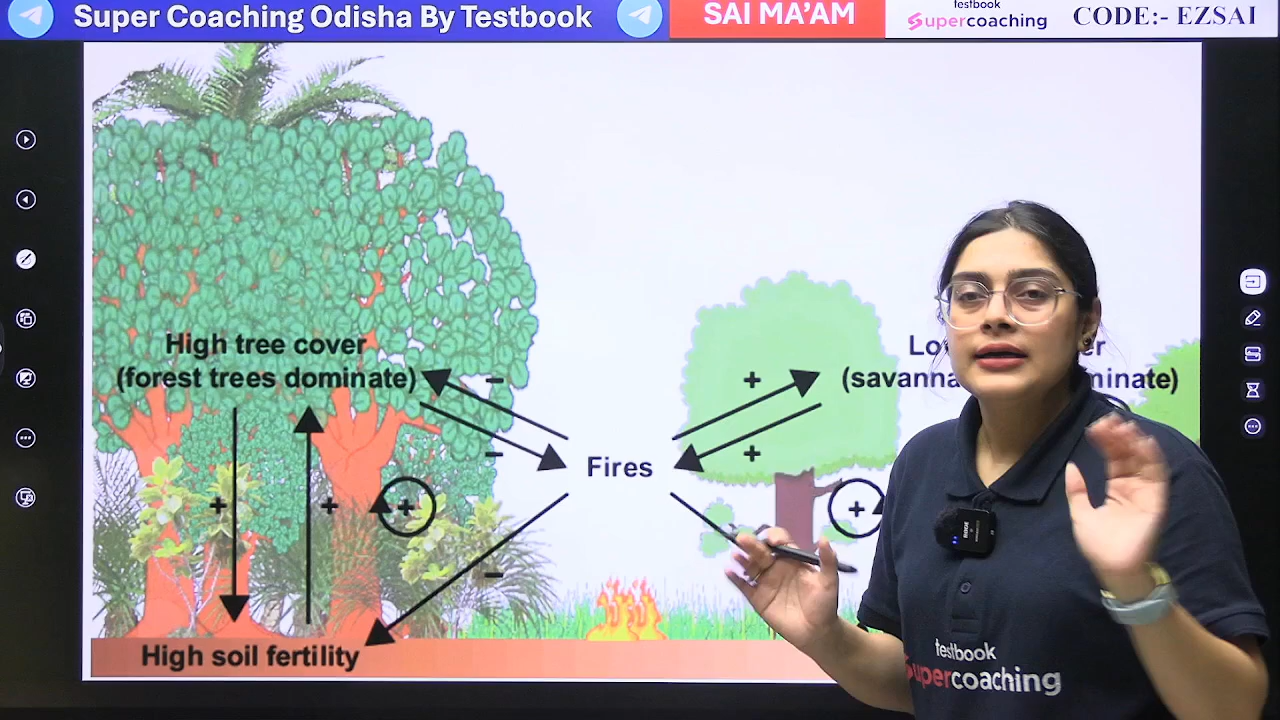 Super Coaching Odisha By Testbook
SAI MA'AM
testbook
Supercoaching
CODE:- EZSAI
High tree cover
(forest trees dominate)
−
−
+
+
+
Fires
+
+
+
(savanna
−
High soil fertility
testbook
Supercoaching